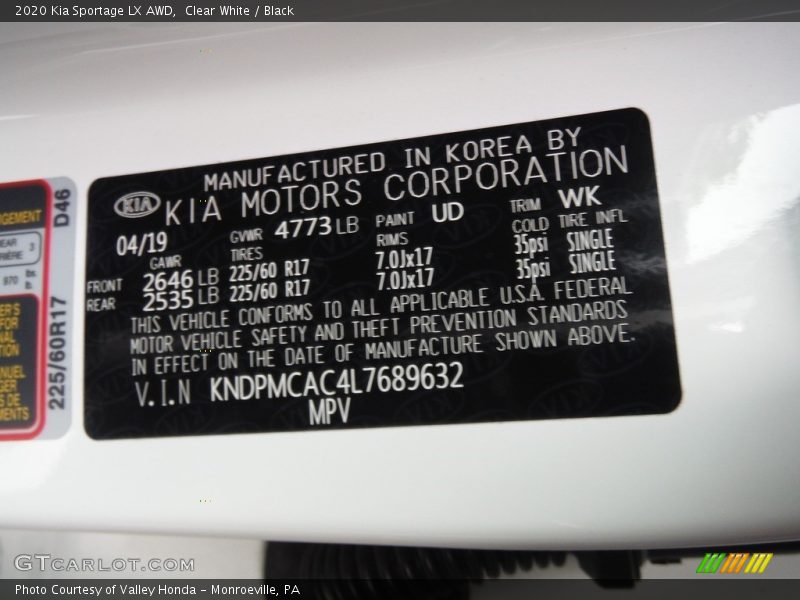 2020 Kia Sportage LX AWD,  Clear White / Black
MANUFACTURED IN KOREA BY
KIA KIA MOTORS CORPORATION
04/19 GVWR 4773 LB PAINT UD TRIM WK
GAWR TIRES RIMS COLD TIRE INFL
FRONT 2646 LB 225/60 R17 7.0Jx17 35psi SINGLE
REAR 2535 LB 225/60 R17 7.0Jx17 35psi SINGLE
THIS VEHICLE CONFORMS TO ALL APPLICABLE U.S.A. FEDERAL
MOTOR VEHICLE SAFETY AND THEFT PREVENTION STANDARDS
IN EFFECT ON THE DATE OF MANUFACTURE SHOWN ABOVE.
V.I.N KNDPMCAC4L7689632
MPV
D46
225/60R17
3
970
GTCARLOT.COM
Photo Courtesy of Valley Honda - Monroeville, PA